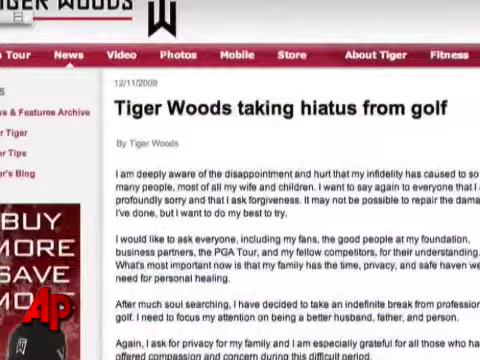 TIGER WOODS
Tour News Video Photos Mobile Store About Tiger Fitness
12/11/2009
& Features Archive
Tiger
Tips
Blog
Tiger Woods taking hiatus from golf
By Tiger Woods
I am deeply aware of the disappointment and hurt that my infidelity has caused to so
many people, most of all my wife and children. I want to say again to everyone that I
profoundly sorry and that I ask forgiveness. It may not be possible to repair the
I've done, but I want to do my best to try.
I would like to ask everyone, including my fans, the good people at my foundation,
business partners, the PGA Tour, and my fellow competitors, for their understanding.
What's most important now is that my family has the time, privacy, and safe haven
need for personal healing.
After much soul searching, I have decided to take an indefinite break from
golf. I need to focus my attention on being a better husband, father, and person.
Again, I ask for privacy for my family and I am especially grateful for all those who
offered compassion and concern during this difficult period.
BUY
MORE
SAVE
AP